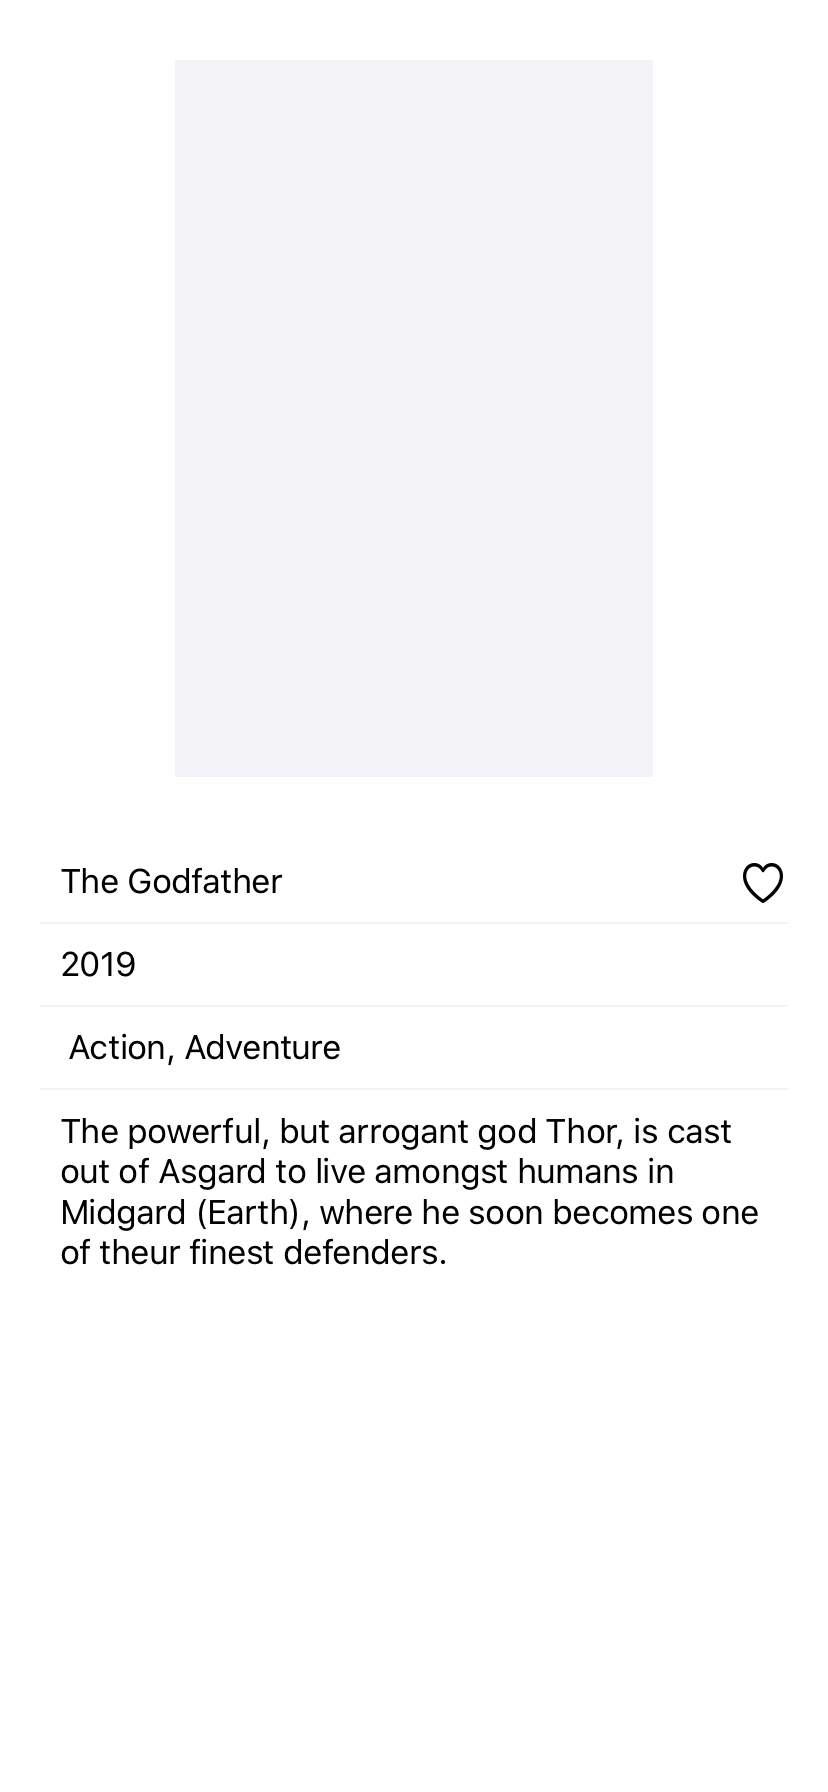 The Godfather
2019
Action, Adventure
The powerful, but arrogant god Thor, is cast
out of Asgard to live amongst humans in
Midgard (Earth), where he soon becomes one
of theur finest defenders.